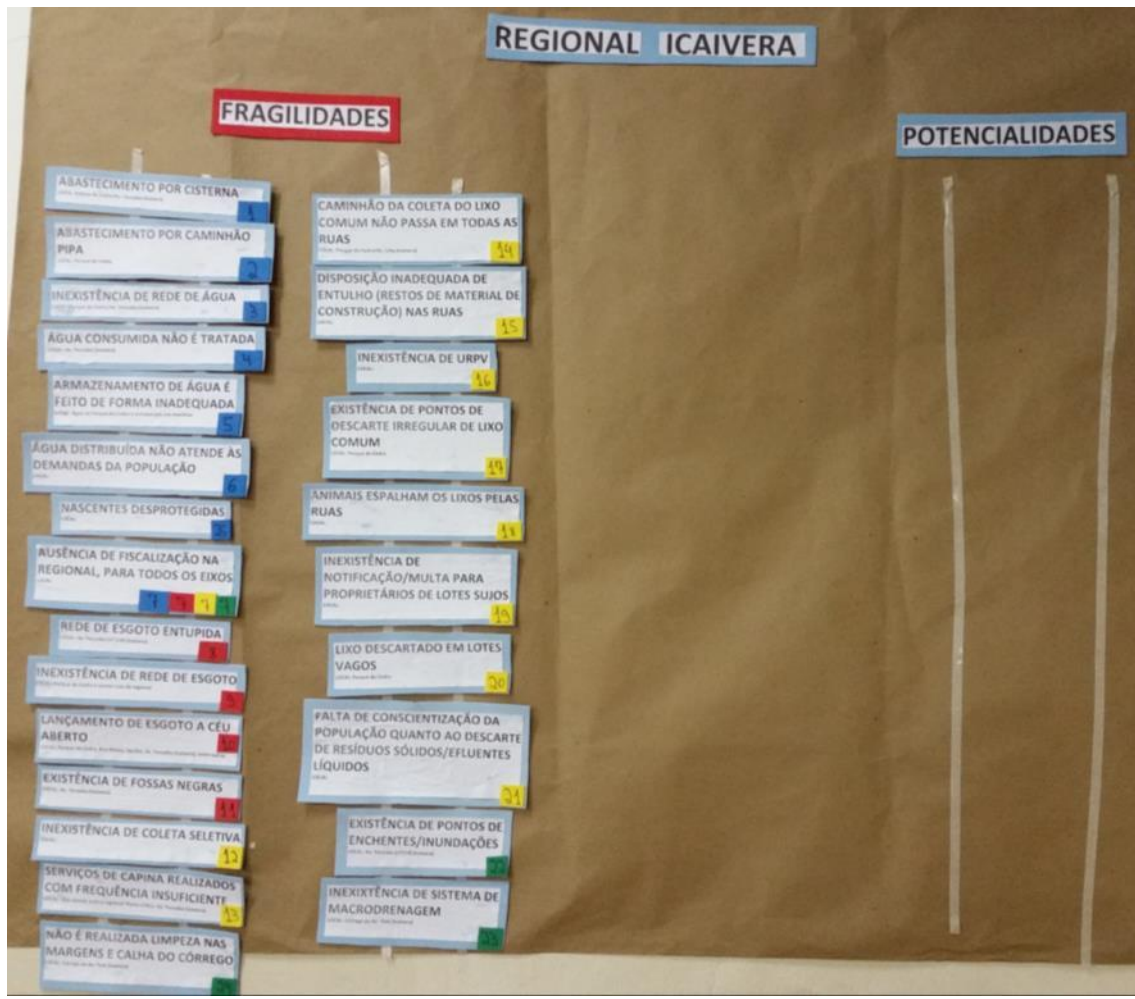 REGIONAL ICAIVERA
FRAGILIDADES
POTENCIALIDADES
ABASTECIMENTO POR CISTERNA
1
ABASTECIMENTO POR CAMINHÃO
PIPA
2
INEXISTÊNCIA DE REDE DE ÁGUA
3
ÁGUA CONSUMIDA NÃO É TRATADA
4
ARMAZENAMENTO DE ÁGUA É
FEITO DE FORMA INADEQUADA
5
ÁGUA DISTRIBUÍDA NÃO ATENDE ÀS
DEMANDAS DA POPULAÇÃO
6
NASCENTES DESPROTEGIDAS
AUSÊNCIA DE FISCALIZAÇÃO NA
REGIONAL, PARA TODOS OS EIXOS
7 7 7 7
REDE DE ESGOTO ENTUPIDA
8
INEXISTÊNCIA DE REDE DE ESGOTO
9
LANÇAMENTO DE ESGOTO A CÉU
ABERTO
10
EXISTÊNCIA DE FOSSAS NEGRAS
11
INEXISTÊNCIA DE COLETA SELETIVA
12
SERVIÇOS DE CAPINA REALIZADOS
COM FREQUÊNCIA INSUFICIENTE
13
NÃO É REALIZADA LIMPEZA NAS
MARGENS E CALHA DO CÓRREGO
CAMINHÃO DA COLETA DO LIXO
COMUM NÃO PASSA EM TODAS AS
RUAS
14
DISPOSIÇÃO INADEQUADA DE
ENTULHO (RESTOS DE MATERIAL DE
CONSTRUÇÃO) NAS RUAS
15
INEXISTÊNCIA DE URPV
16
EXISTÊNCIA DE PONTOS DE
DESCARTE IRREGULAR DE LIXO
COMUM
17
ANIMAIS ESPALHAM OS LIXOS PELAS
RUAS
18
INEXISTÊNCIA DE
NOTIFICAÇÃO/MULTA PARA
PROPRIETÁRIOS DE LOTES SUJOS
19
LIXO DESCARTADO EM LOTES
VAGOS
20
FALTA DE CONSCIENTIZAÇÃO DA
POPULAÇÃO QUANTO AO DESCARTE
DE RESÍDUOS SÓLIDOS/EFLUENTES
LÍQUIDOS
21
EXISTÊNCIA DE PONTOS DE
ENCHENTES/INUNDAÇÕES
22
INEXIXTÊNCIA DE SISTEMA DE
MACRODRENAGEM
23